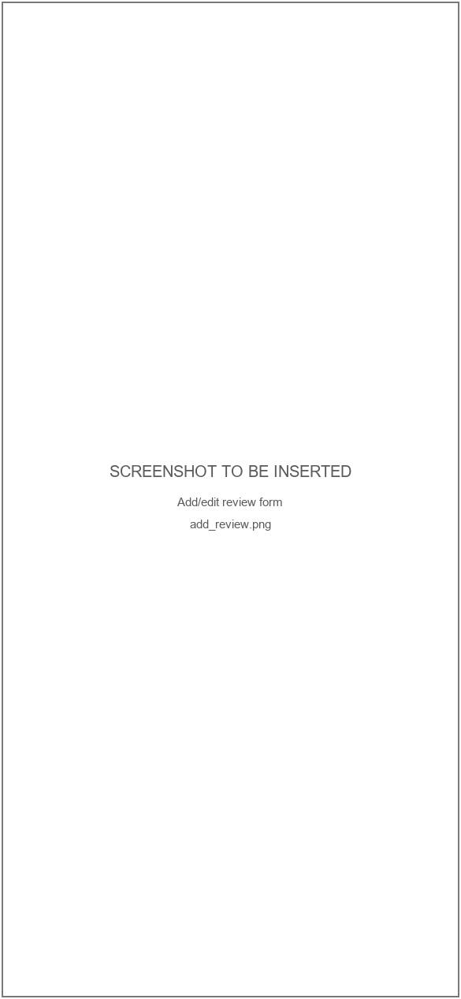 SCREENSHOT TO BE INSERTED
Add/edit review form
add_review.png